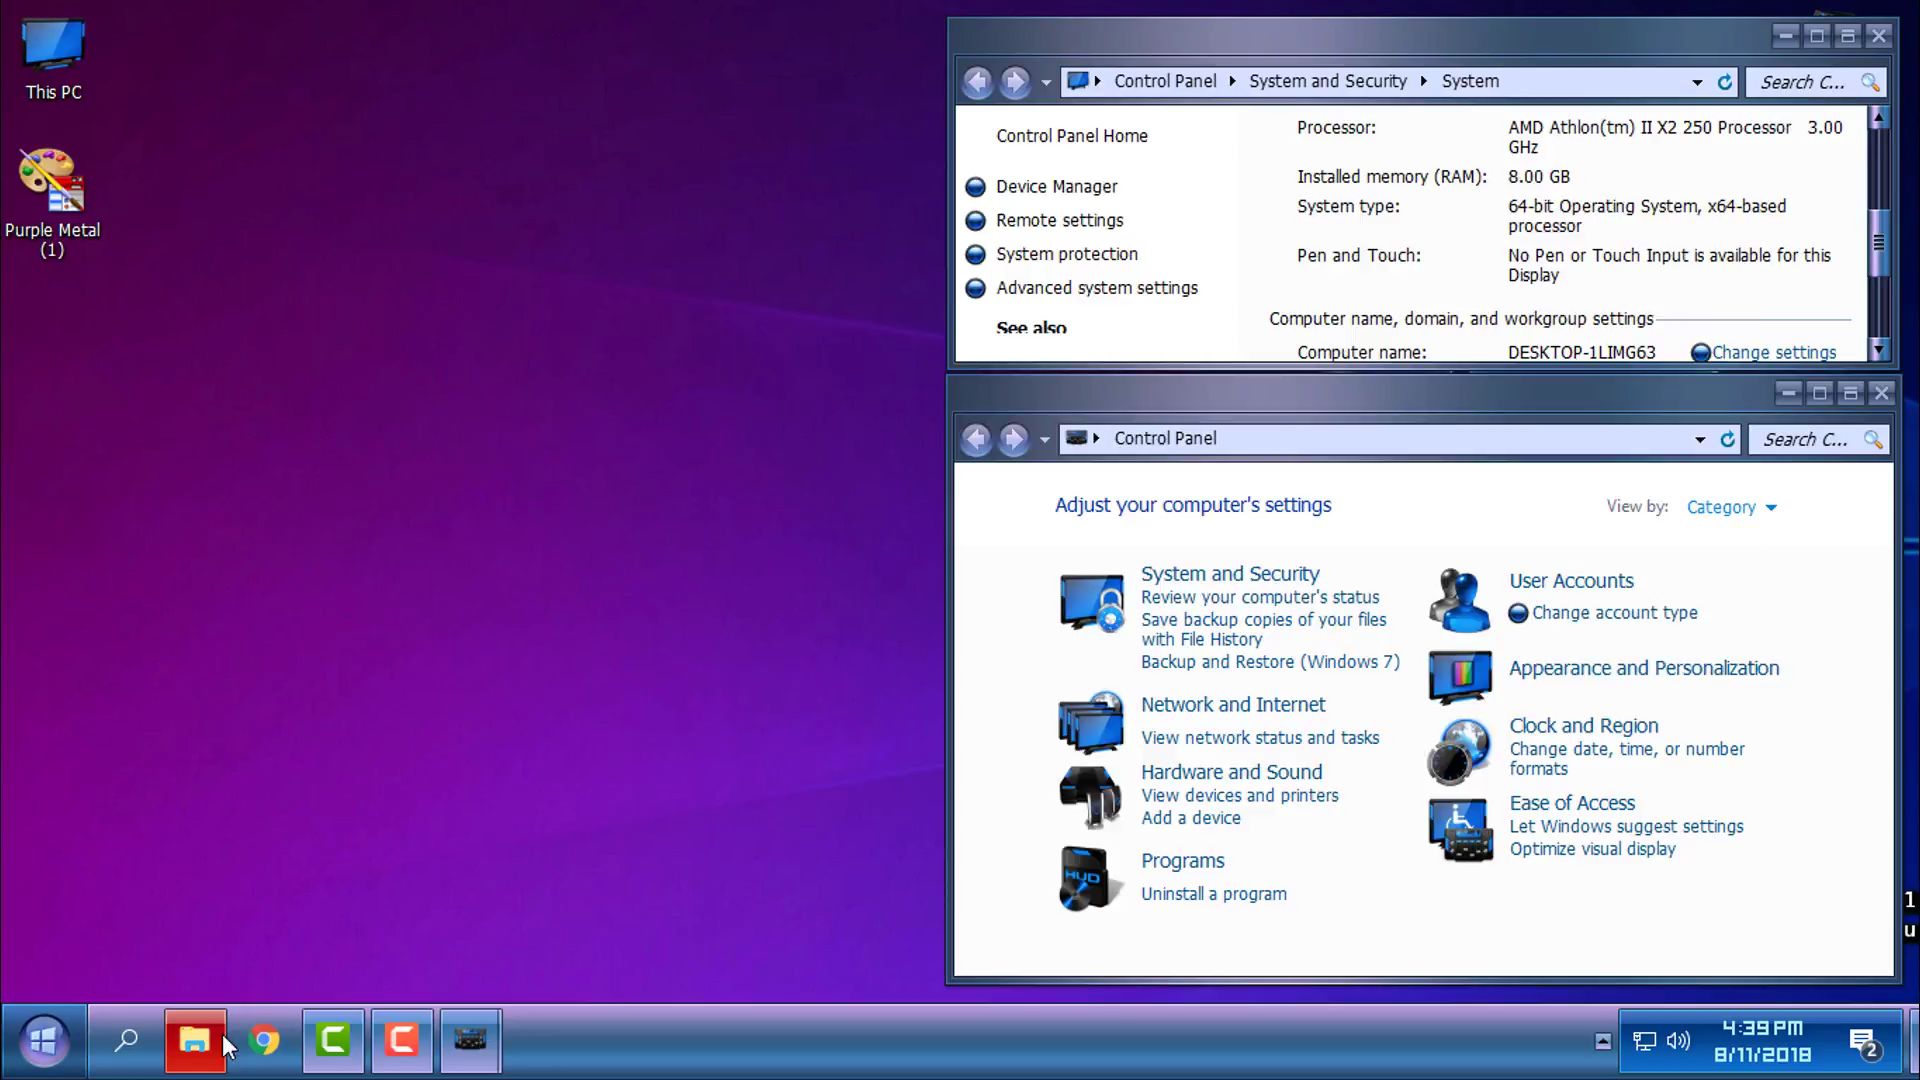 This PC
Purple Metal
(1)
Control Panel
System and Security
System
Search C...
Control Panel Home
Device Manager
Remote settings
System protection
Advanced system settings
See also
Processor:
AMD Athlon(tm) II X2 250 Processor 3.00
GHz
Installed memory (RAM):
8.00 GB
System type:
64-bit Operating System, x64-based
processor
Pen and Touch:
No Pen or Touch Input is available for this
Display
Computer name, domain, and workgroup settings
Computer name:
DESKTOP-1LIMG63
Change settings
Control Panel
Search C...
Adjust your computer's settings
View by:
Category
System and Security
Review your computer's status
Save backup copies of your files
with File History
Backup and Restore (Windows 7)
Network and Internet
View network status and tasks
Hardware and Sound
View devices and printers
Add a device
HUD
Programs
Uninstall a program
User Accounts
Change account type
Appearance and Personalization
Clock and Region
Change date, time, or number
formats
Ease of Access
Let Windows suggest settings
Optimize visual display
1
u
4:39 PM
8/11/2018
2